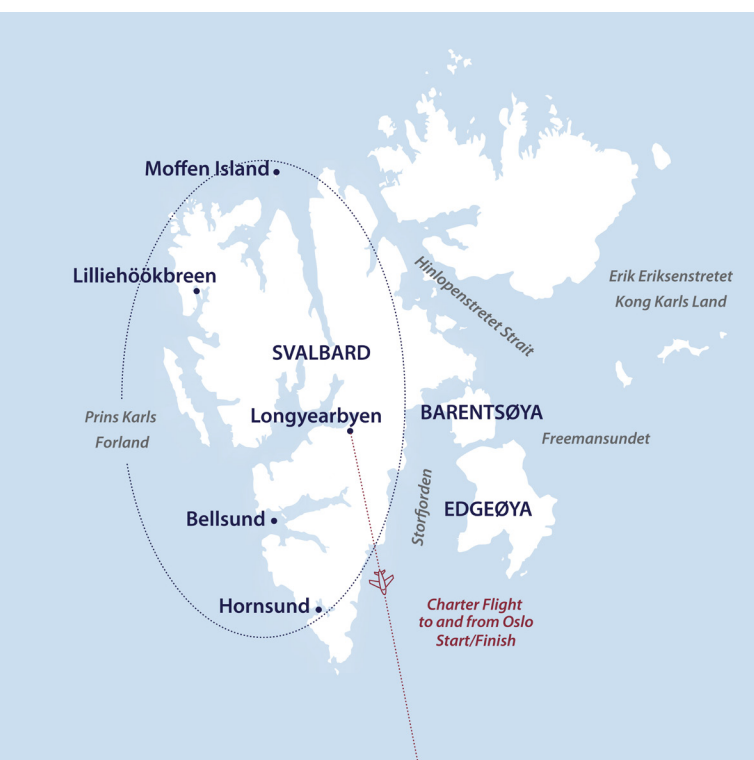 Moffen Island
Lilliehöökbreen
Hinlopenstretet Strait
Erik Eriksenstretet
Kong Karls Land
SVALBARD
Prins Karls
Forland
Longyearbyen
BARENTSØYA
Freemansundet
Storfjorden
EDGEØYA
Bellsund
Hornsund
Charter Flight
to and from Oslo
Start/Finish